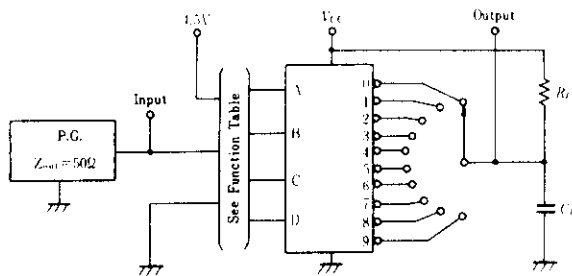 4.5V
VCC
Output
Input
P.G.
Zout=50Ω
See Function Table
A
B
C
D
0
1
2
3
4
5
6
7
8
9
RL